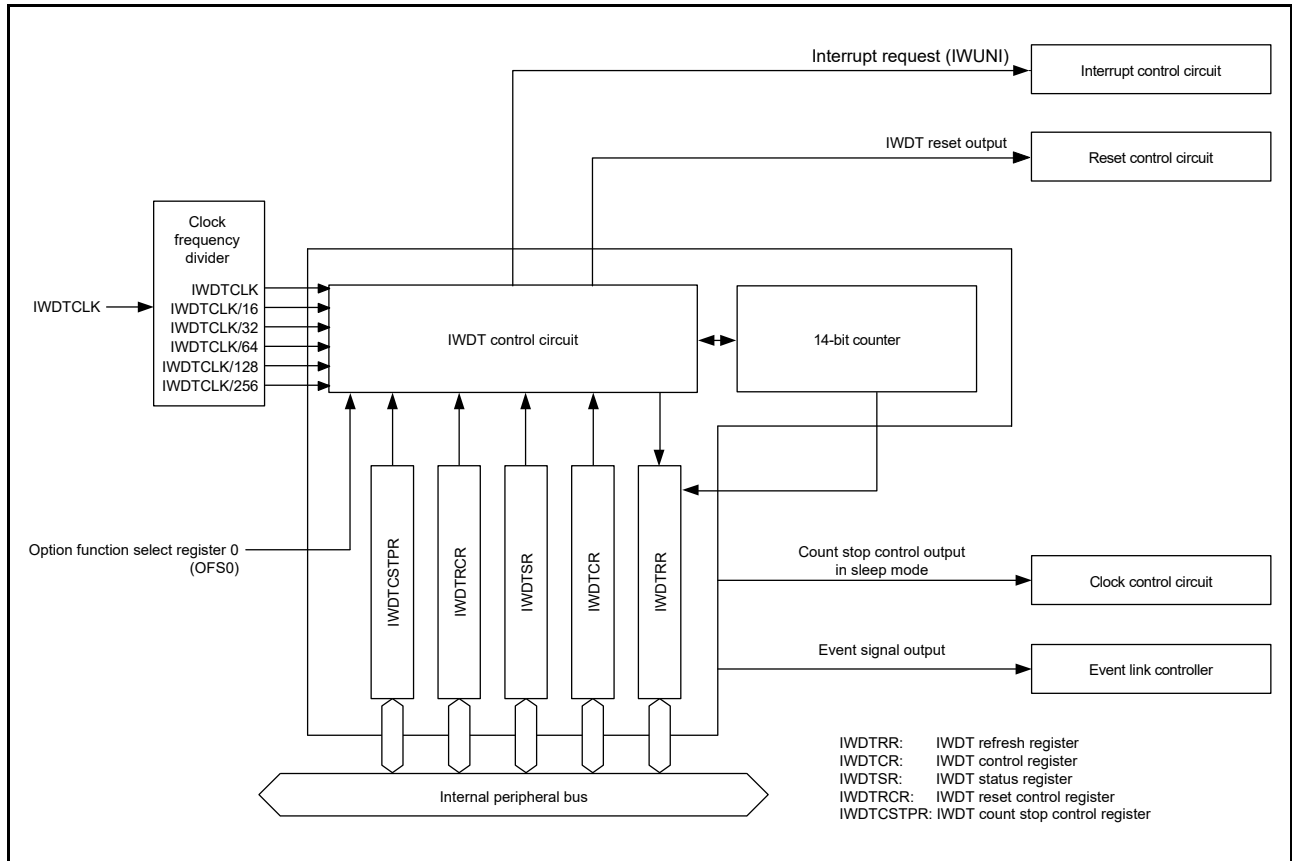 Interrupt request (IWUNI)
Interrupt control circuit
IWDT reset output
Reset control circuit
Clock
frequency
divider
IWDTCLK
IWDTCLK
IWDTCLK/16
IWDTCLK/32
IWDTCLK/64
IWDTCLK/128
IWDTCLK/256
IWDT control circuit
14-bit counter
Option function select register 0
(OFS0)
IWDTCSTPR
IWDTRCR
IWDTSR
IWDTCR
IWDTRR
Count stop control output
in sleep mode
Clock control circuit
Event signal output
Event link controller
Internal peripheral bus
IWDTRR: IWDT refresh register
IWDTCR: IWDT control register
IWDTSR: IWDT status register
IWDTRCR: IWDT reset control register
IWDTCSTPR: IWDT count stop control register